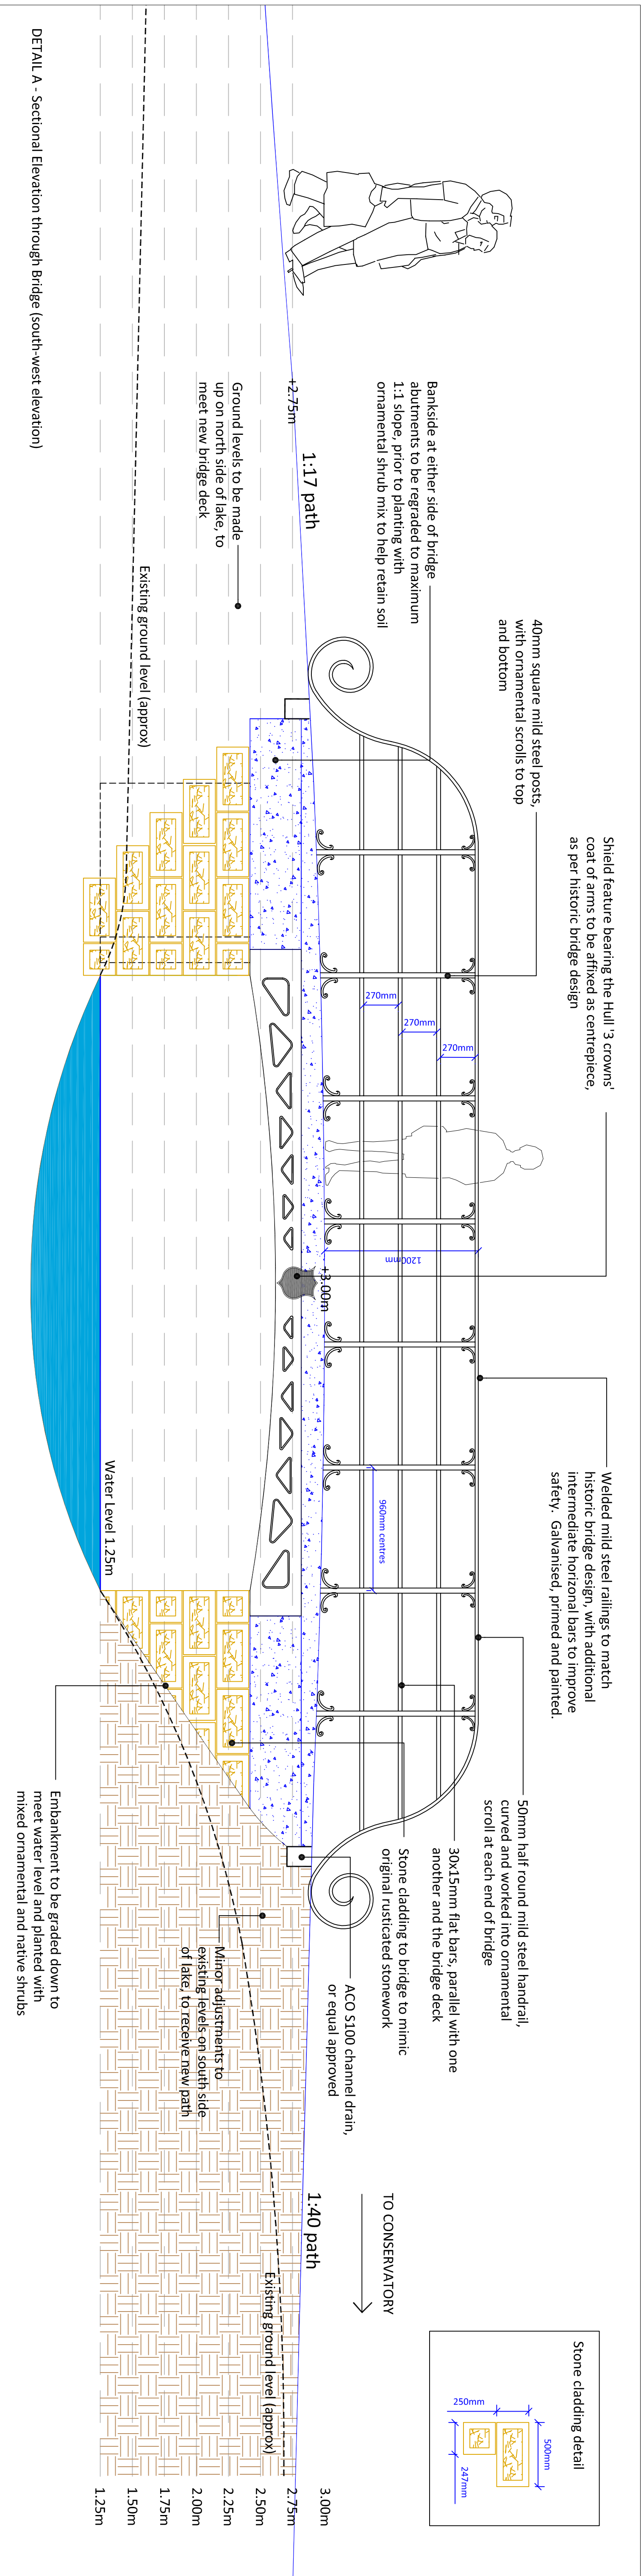 Shield feature bearing the Hull '3 crowns'
coat of arms to be affixed as centrepiece,
as per historic bridge design
40mm square mild steel posts,
with ornamental scrolls to top
and bottom
Bankside at either side of bridge
abutments to be regraded to maximum
1:1 slope, prior to planting with
ornamental shrub mix to help retain soil
Welded mild steel railings to match
historic bridge design, with additional
intermediate horizonal bars to improve
safety. Galvanised, primed and painted.
50mm half round mild steel handrail,
curved and worked into ornamental
scroll at each end of bridge
30x15mm flat bars, parallel with one
another and the bridge deck
Stone cladding to bridge to mimic
original rusticated stonework
ACO S100 channel drain,
or equal approved
TO CONSERVATORY
Stone cladding detail
500mm
250mm
247mm
270mm
270mm
270mm
1200mm
960mm centres
+2.75m
1:17 path
+3.00m
1:40 path
Ground levels to be made
up on north side of lake, to
meet new bridge deck
Existing ground level (approx)
Water Level 1.25m
Minor adjustments to
existing levels on south side
of lake, to receive new path
Existing ground level (approx)
Embankment to be graded down to
meet water level and planted with
mixed ornamental and native shrubs
3.00m
2.75m
2.50m
2.25m
2.00m
1.75m
1.50m
1.25m
DETAIL A - Sectional Elevation through Bridge (south-west elevation)